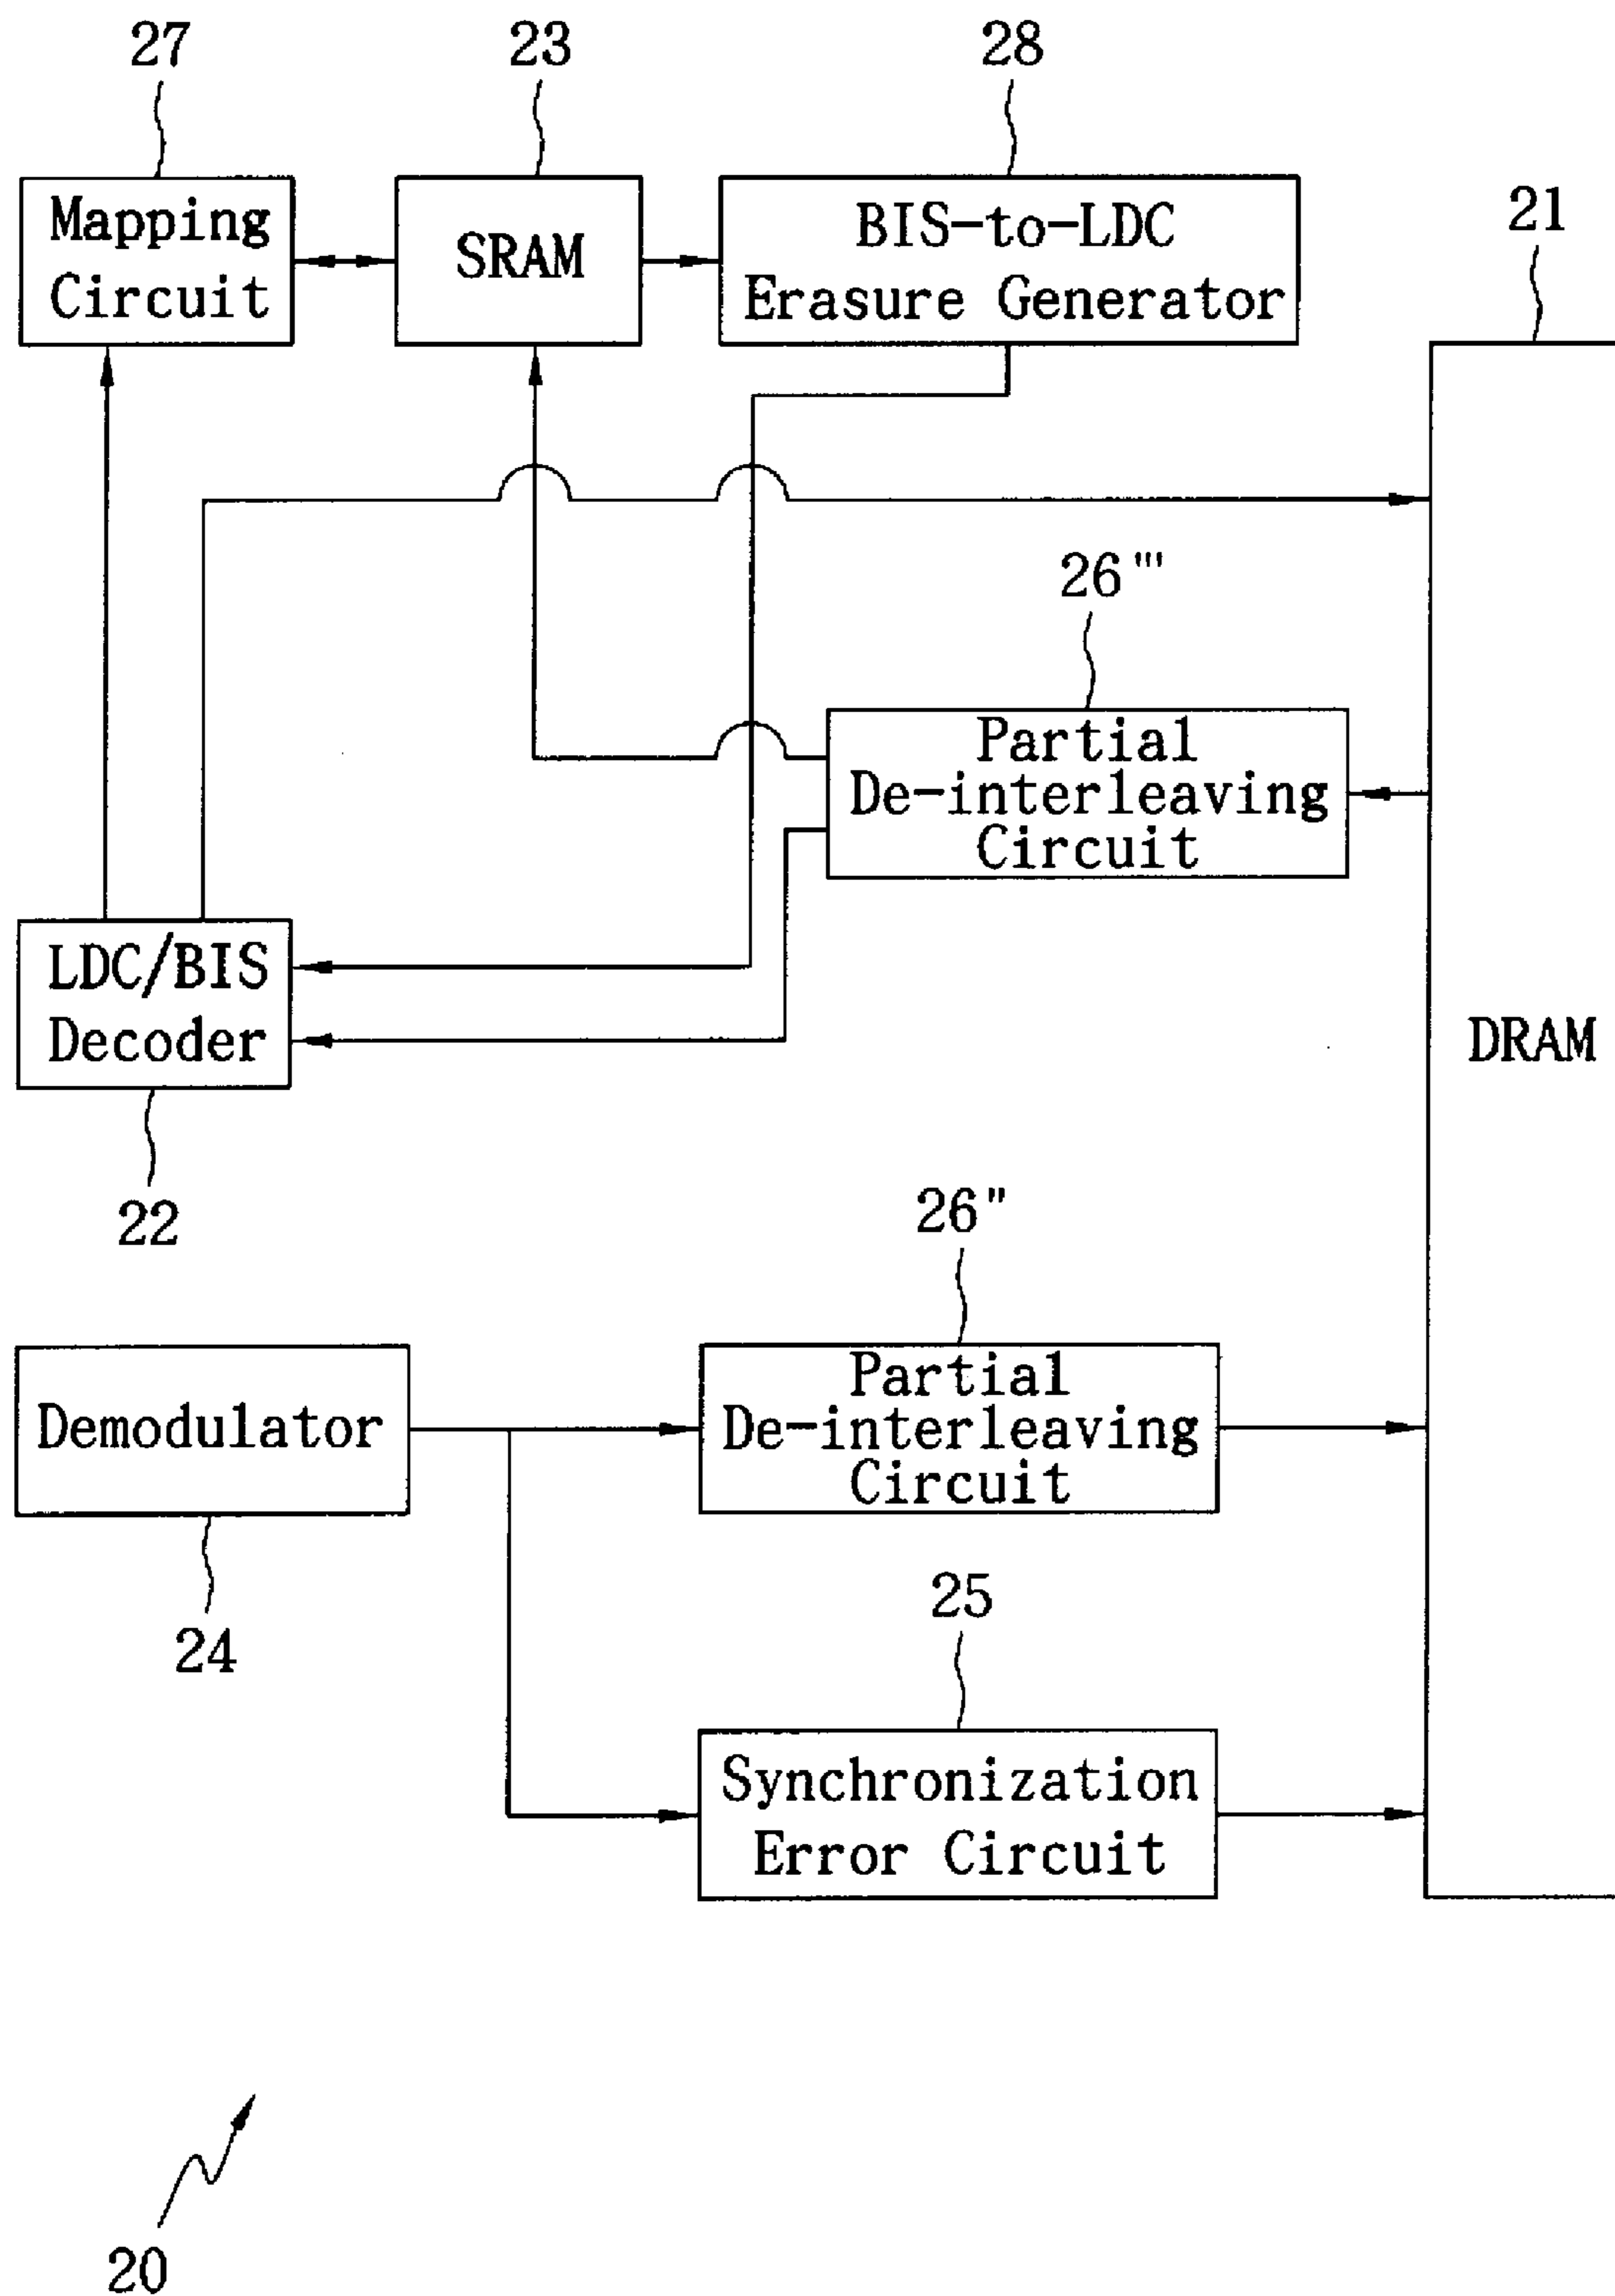 27
23
28
Mapping
Circuit
SRAM
BIS-to-LDC
Erasure Generator
21
26'''
Partial
De-interleaving
Circuit
LDC/BIS
Decoder
DRAM
22
26''
Demodulator
Partial
De-interleaving
Circuit
24
25
Synchronization
Error Circuit
20